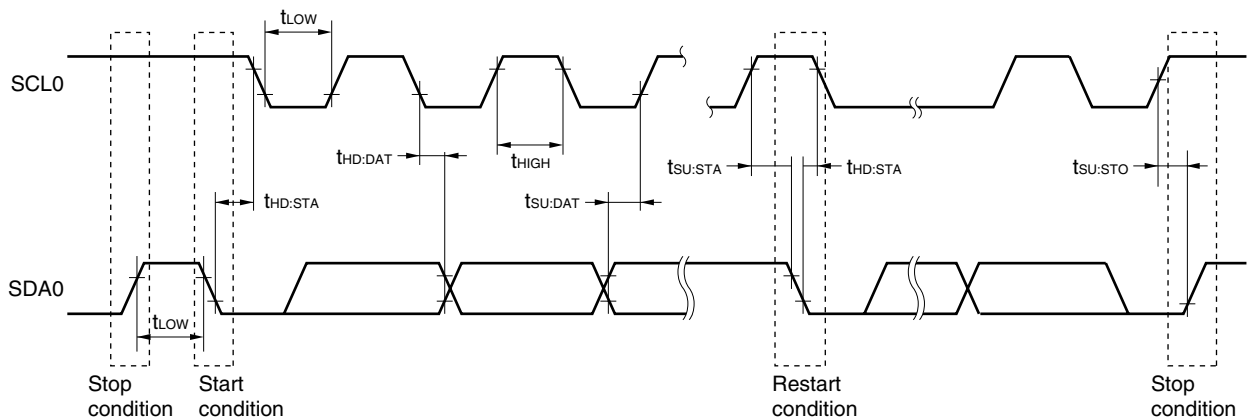 tLOW
SCL0
tHD:DAT
tHIGH
tSU:STA
tHD:STA
tSU:STO
tHD:STA
tSU:DAT
SDA0
tLOW
Stop
condition
Start
condition
Restart
condition
Stop
condition